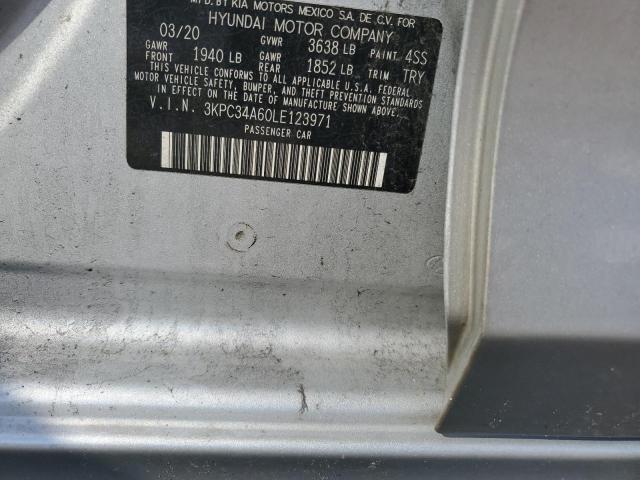 MFD. BY KIA MOTORS MEXICO S.A. DE C.V. FOR
HYUNDAI MOTOR COMPANY
03/20 GVWR 3638 LB PAINT 4SS
GAWR FRONT 1940 LB GAWR REAR 1852 LB TRIM TRY
THIS VEHICLE CONFORMS TO ALL APPLICABLE U.S.A. FEDERAL
MOTOR VEHICLE SAFETY, BUMPER, AND THEFT PREVENTION STANDARDS
IN EFFECT ON THE DATE OF MANUFACTURE SHOWN ABOVE.
V.I.N. 3KPC34A60LE123971
PASSENGER CAR